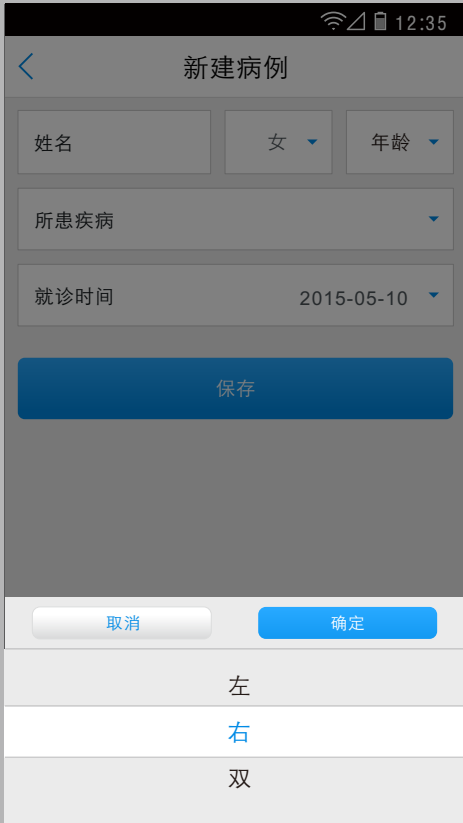 12:35
新建病例
姓名 女 年龄
所患疾病
就诊时间 2015-05-10
保存
取消 确定
左
右
双